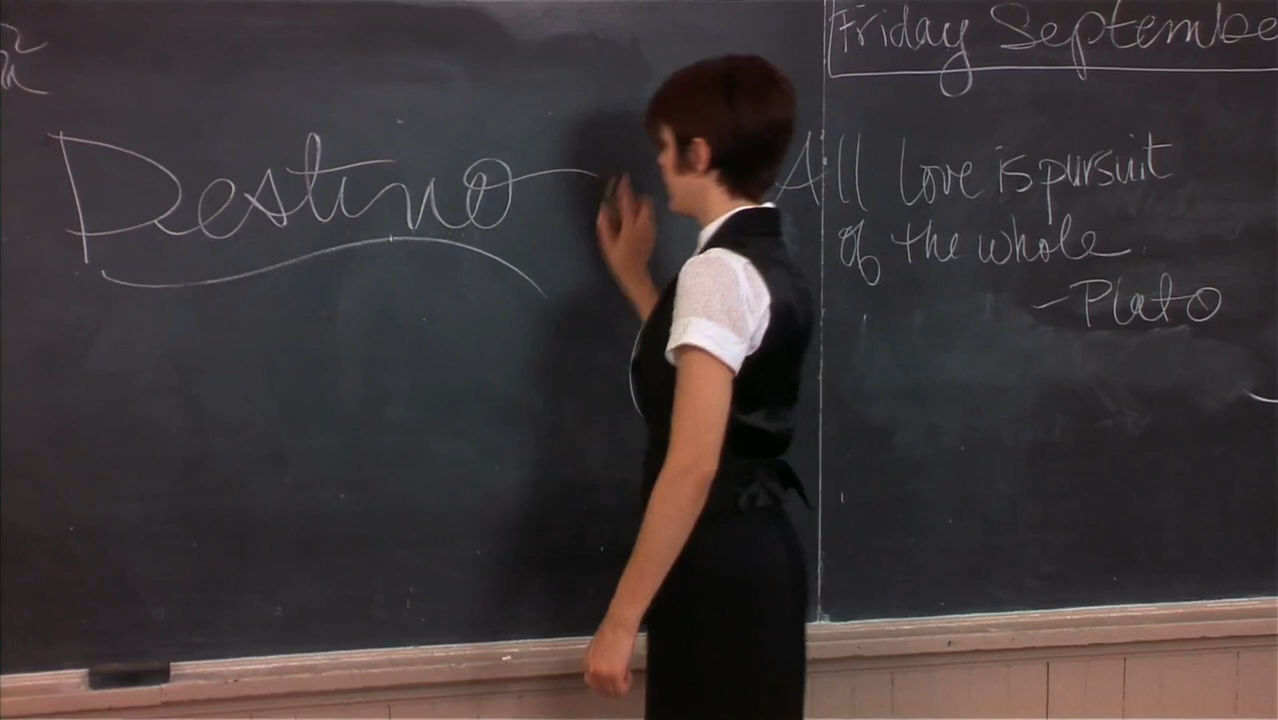 Destino
Friday Septembe
All love is pursuit
of the whole
- Plato